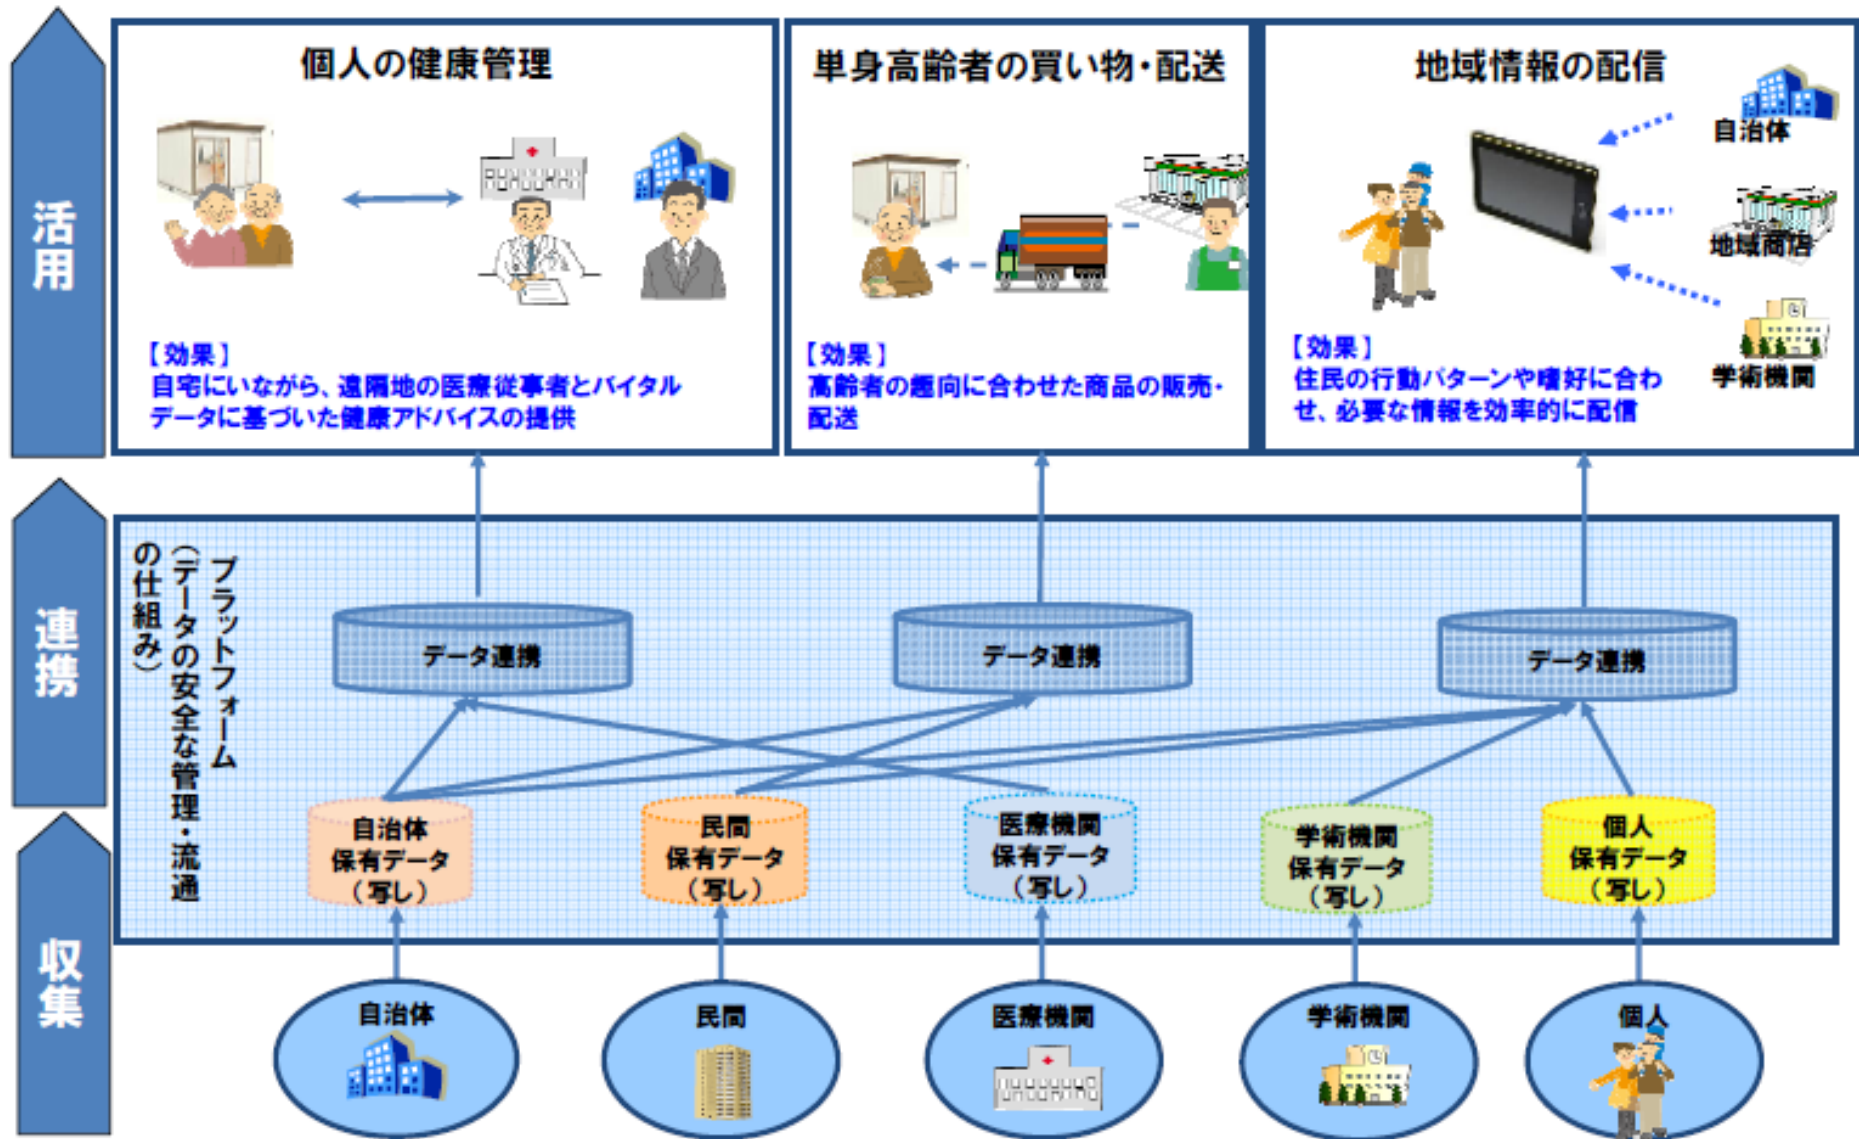 活用
個人の健康管理
【効果】
自宅にいながら、遠隔地の医療従事者とバイタル
データに基づいた健康アドバイスの提供
単身高齢者の買い物・配送
【効果】
高齢者の趣向に合わせた商品の販売・
配送
地域情報の配信
自治体
地域商店
学術機関
【効果】
住民の行動パターンや嗜好に合わ
せ、必要な情報を効率的に配信
連携
プラットフォーム
（データの安全な管理・流通
の仕組み）
データ連携
データ連携
データ連携
自治体
保有データ
（写し）
民間
保有データ
（写し）
医療機関
保有データ
（写し）
学術機関
保有データ
（写し）
個人
保有データ
（写し）
収集
自治体
民間
医療機関
学術機関
個人